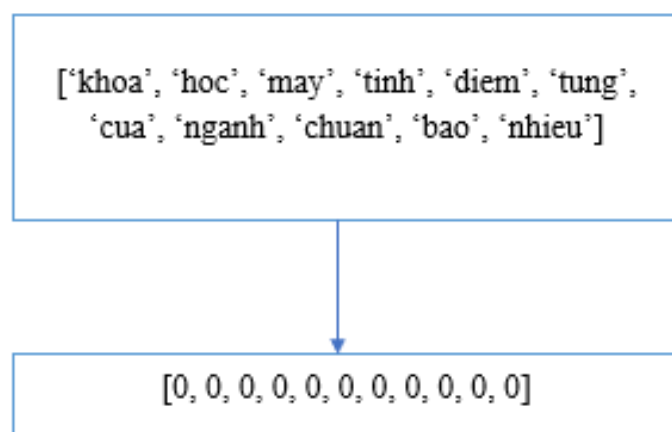 [‘khoa’, ‘hoc’, ‘may’, ‘tinh’, ‘diem’, ‘tung’,
‘cua’, ‘nganh’, ‘chuan’, ‘bao’, ‘nhieu’]
[0, 0, 0, 0, 0, 0, 0, 0, 0, 0, 0]